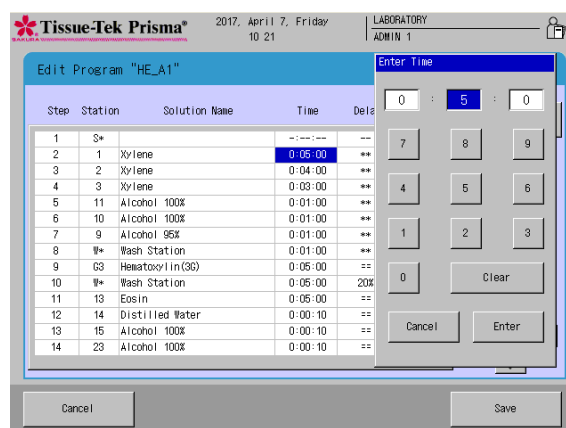 SAKURA Tissue-Tek Prisma®
2017, April 7, Friday
10 21
LABORATORY
ADMIN 1
Edit Program "HE_A1"
Step Station Solution Name Time Dela
1 S* -:--:-- --
2 1 Xylene 0:05:00 **
3 2 Xylene 0:04:00 **
4 3 Xylene 0:03:00 **
5 11 Alcohol 100% 0:01:00 **
6 10 Alcohol 100% 0:01:00 **
7 9 Alcohol 95% 0:01:00 **
8 W* Wash Station 0:01:00 **
9 G3 Hematoxylin(3G) 0:05:00 ==
10 W* Wash Station 0:05:00 20%
11 13 Eosin 0:05:00 ==
12 14 Distilled Water 0:00:10 ==
13 15 Alcohol 100% 0:00:10 ==
14 23 Alcohol 100% 0:00:10 ==
Enter Time
0 : 5 : 0
7 8 9
4 5 6
1 2 3
0 Clear
Cancel Enter
Cancel Save